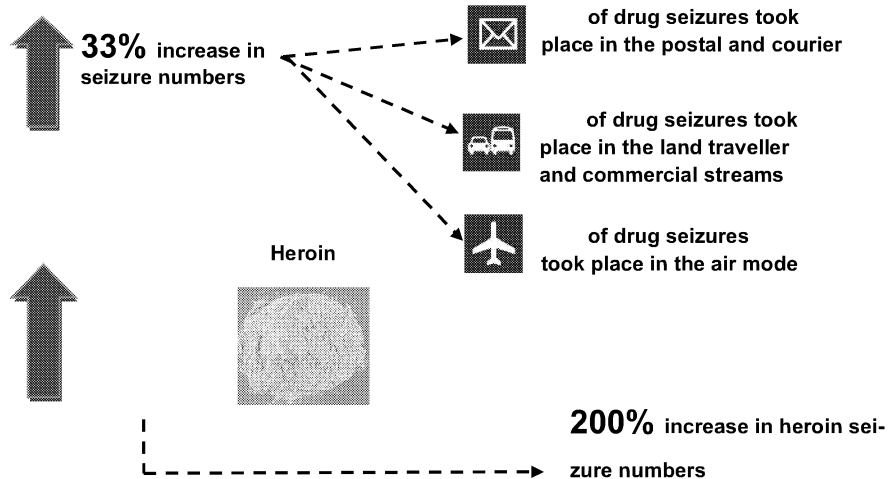 33% increase in
seizure numbers
of drug seizures took
place in the postal and courier
of drug seizures took
place in the land traveller
and commercial streams
of drug seizures
took place in the air mode
Heroin
200% increase in heroin sei-
zure numbers